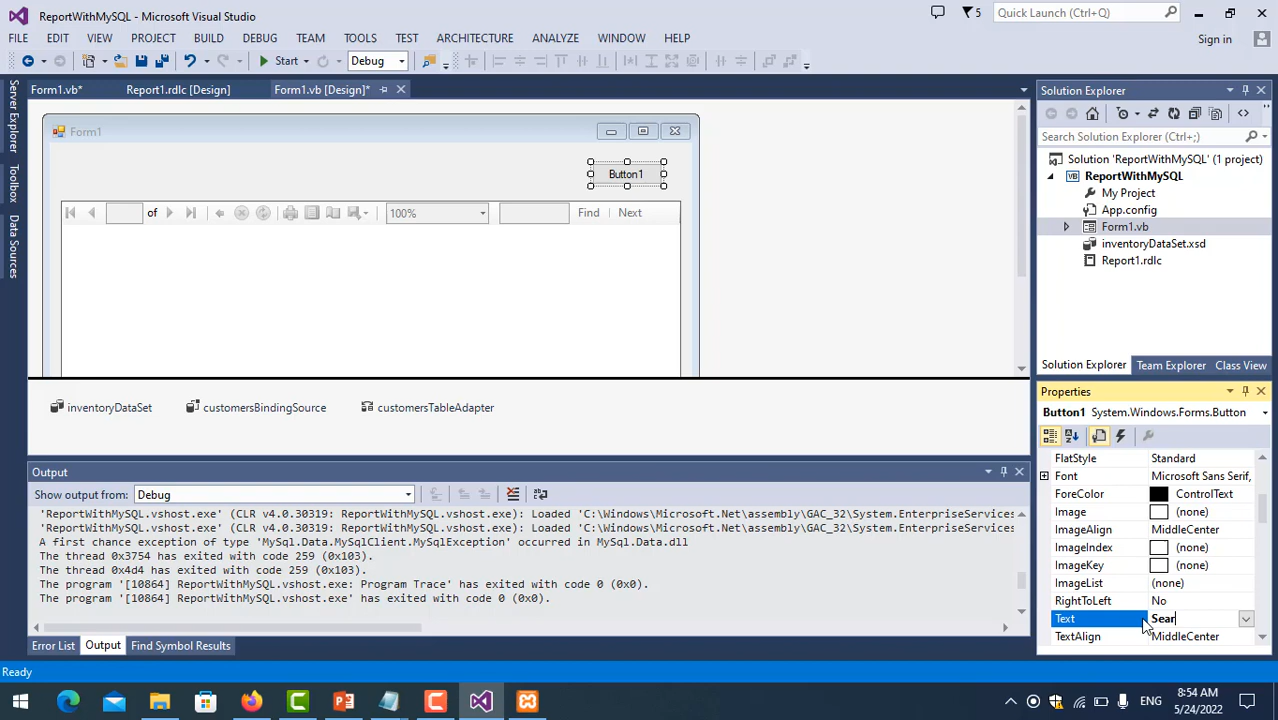 ReportWithMySQL - Microsoft Visual Studio
5
Quick Launch (Ctrl+Q)
FILE EDIT VIEW PROJECT BUILD DEBUG TEAM TOOLS TEST ARCHITECTURE ANALYZE WINDOW HELP
Sign in
Start
Debug
Server Explorer
Toolbox
Data Sources
Form1.vb*
Report1.rdlc [Design]
Form1.vb [Design]*
Form1
Button1
of
100%
Find
Next
inventoryDataSet
customersBindingSource
customersTableAdapter
Output
Show output from:
Debug
'ReportWithMySQL.vshost.exe' (CLR v4.0.30319: ReportWithMySQL.vshost.exe): Loaded 'C:\Windows\Microsoft.Net\assembly\GAC_32\System.EnterpriseServices
'ReportWithMySQL.vshost.exe' (CLR v4.0.30319: ReportWithMySQL.vshost.exe): Loaded 'C:\Windows\Microsoft.Net\assembly\GAC_32\System.EnterpriseServices
A first chance exception of type 'MySql.Data.MySqlClient.MySqlException' occurred in MySql.Data.dll
The thread 0x3754 has exited with code 259 (0x103).
The thread 0x4d4 has exited with code 259 (0x103).
The program '[10864] ReportWithMySQL.vshost.exe: Program Trace' has exited with code 0 (0x0).
The program '[10864] ReportWithMySQL.vshost.exe' has exited with code 0 (0x0).
Error List
Output
Find Symbol Results
Solution Explorer
Search Solution Explorer (Ctrl+;)
Solution 'ReportWithMySQL' (1 project)
VB ReportWithMySQL
My Project
App.config
Form1.vb
inventoryDataSet.xsd
Report1.rdlc
Solution Explorer
Team Explorer
Class View
Properties
Button1 System.Windows.Forms.Button
FlatStyle Standard
Font Microsoft Sans Serif,
ForeColor ControlText
Image (none)
ImageAlign MiddleCenter
ImageIndex (none)
ImageKey (none)
ImageList (none)
RightToLeft No
Text Sear
TextAlign MiddleCenter
Ready
ENG
8:54 AM
5/24/2022